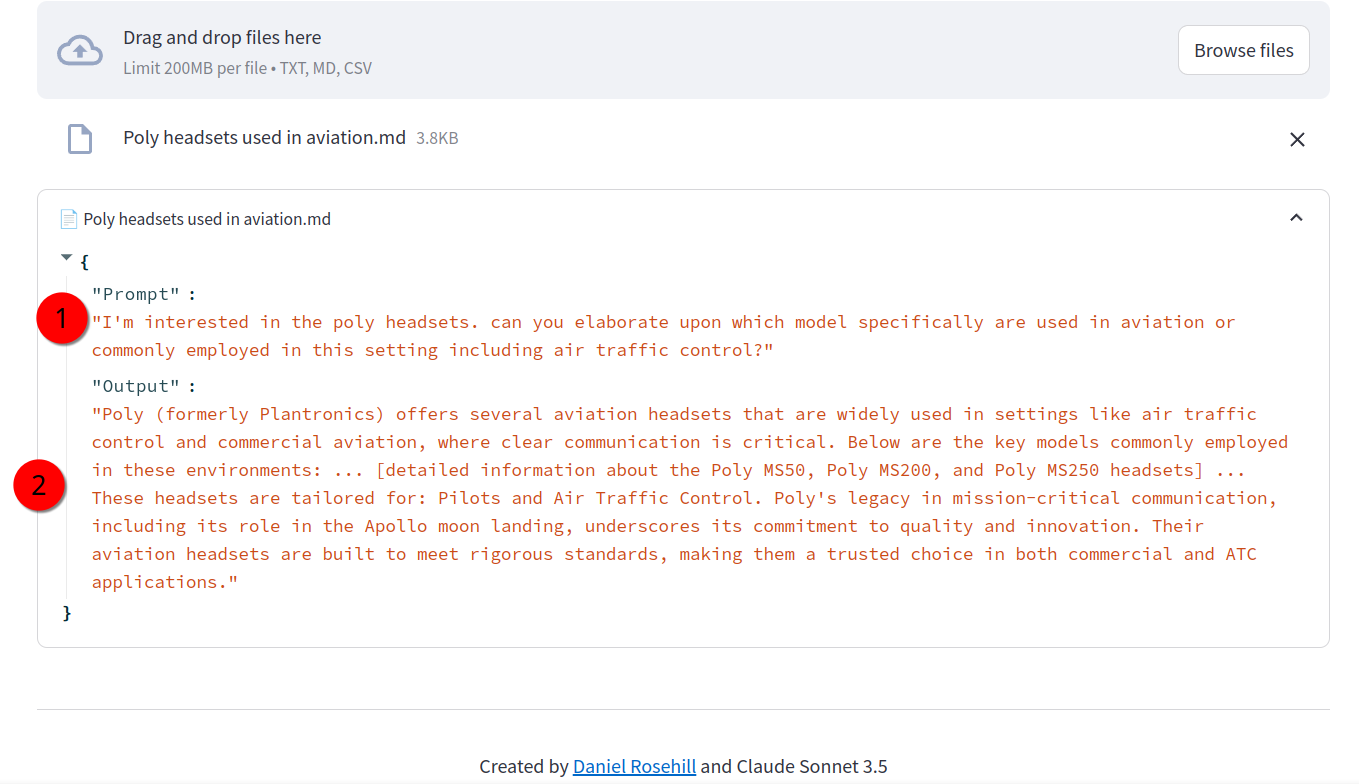 Drag and drop files here
Limit 200MB per file • TXT, MD, CSV
Browse files
Poly headsets used in aviation.md 3.8KB
Poly headsets used in aviation.md
{
"Prompt" :
1
"I'm interested in the poly headsets. can you elaborate upon which model specifically are used in aviation or
commonly employed in this setting including air traffic control?"
"Output" :
"Poly (formerly Plantronics) offers several aviation headsets that are widely used in settings like air traffic
control and commercial aviation, where clear communication is critical. Below are the key models commonly employed
in these environments: ... [detailed information about the Poly MS50, Poly MS200, and Poly MS250 headsets] ...
2
These headsets are tailored for: Pilots and Air Traffic Control. Poly's legacy in mission-critical communication,
including its role in the Apollo moon landing, underscores its commitment to quality and innovation. Their
aviation headsets are built to meet rigorous standards, making them a trusted choice in both commercial and ATC
applications."
}
Created by Daniel Rosehill and Claude Sonnet 3.5